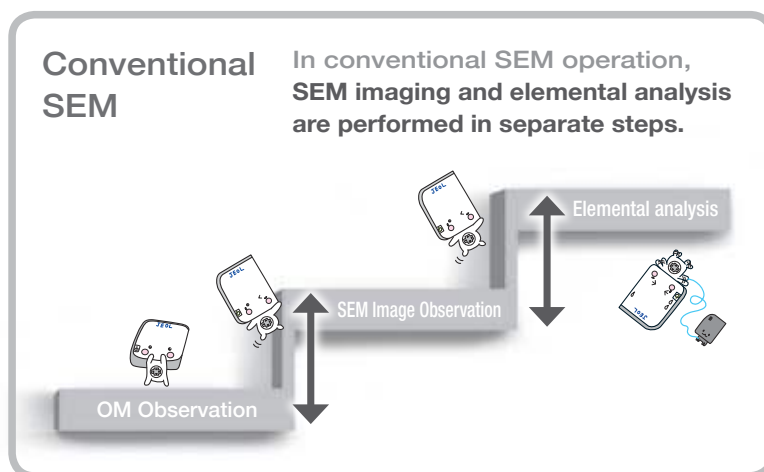 Conventional
SEM
In conventional SEM operation,
SEM imaging and elemental analysis
are performed in separate steps.
JEOL
Elemental analysis
JEOL
SEM Image Observation
JEOL
JEOL
OM Observation